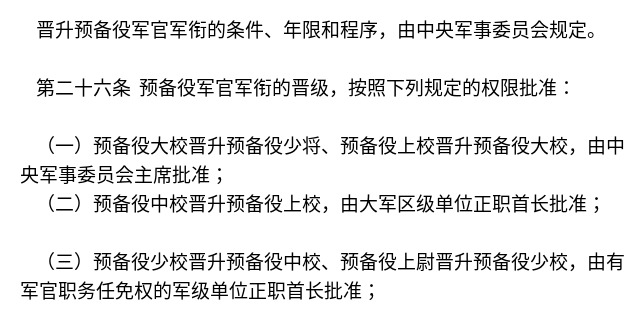 晋升预备役军官军衔的条件、年限和程序，由中央军事委员会规定。
第二十六条 预备役军官军衔的晋级，按照下列规定的权限批准：
（一）预备役大校晋升预备役少将、预备役上校晋升预备役大校，由中
央军事委员会主席批准；
（二）预备役中校晋升预备役上校，由大军区级单位正职首长批准；
（三）预备役少校晋升预备役中校、预备役上尉晋升预备役少校，由有
军官职务任免权的军级单位正职首长批准；